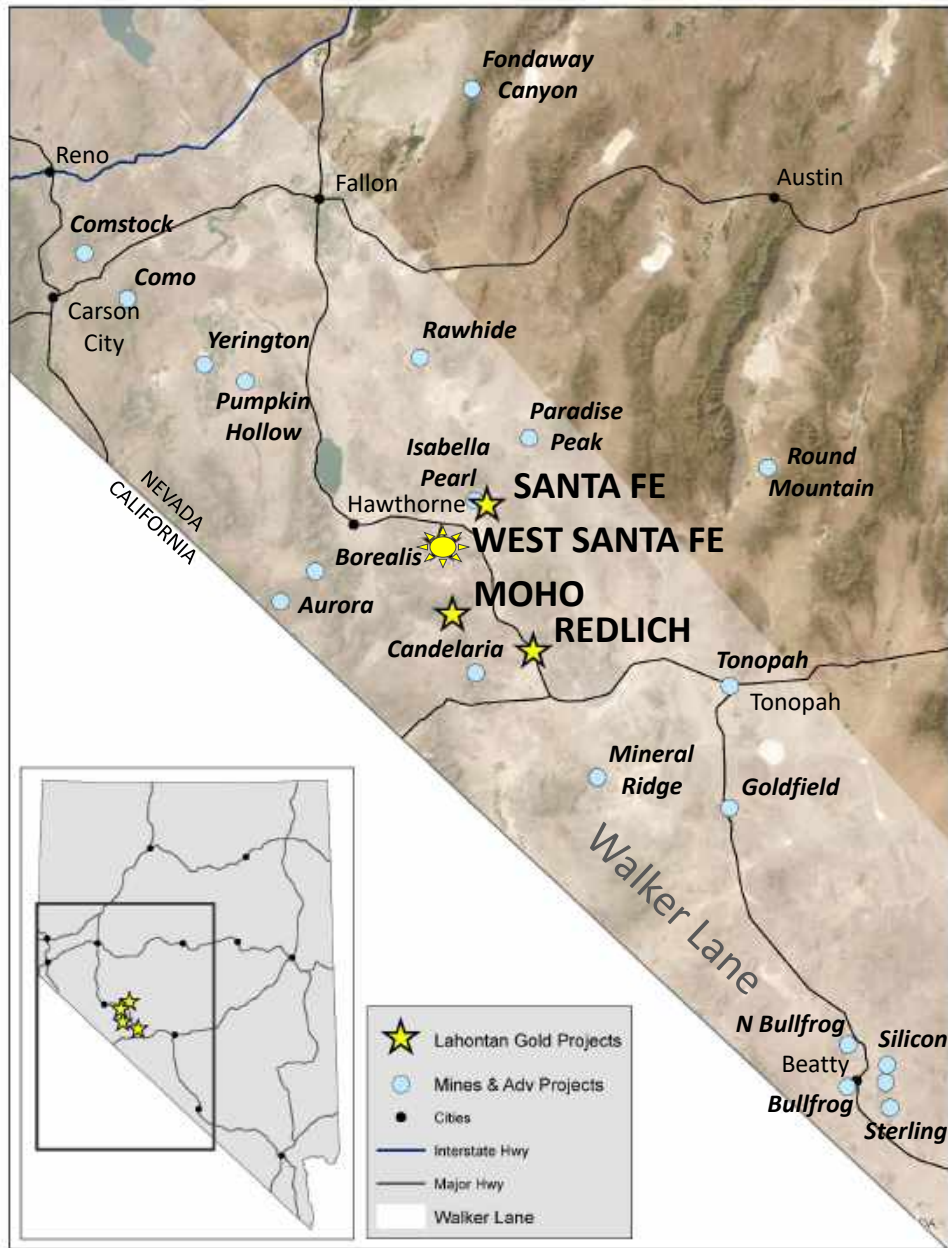 Fondaway
Canyon
Reno
Fallon
Austin
Comstock
Como
Carson
City
Yerington
Rawhide
Pumpkin
Hollow
Paradise
Peak
Isabella
Pearl
Round
Mountain
SANTA FE
NEVADA
CALIFORNIA
Hawthorne
WEST SANTA FE
Borealis
MOHO
Aurora
REDLICH
Candelaria
Tonopah
Tonopah
Mineral
Ridge
Goldfield
Walker Lane
N Bullfrog
Silicon
Beatty
Bullfrog
Sterling
Lahontan Gold Projects
Mines & Adv Projects
Cities
Interstate Hwy
Major Hwy
Walker Lane